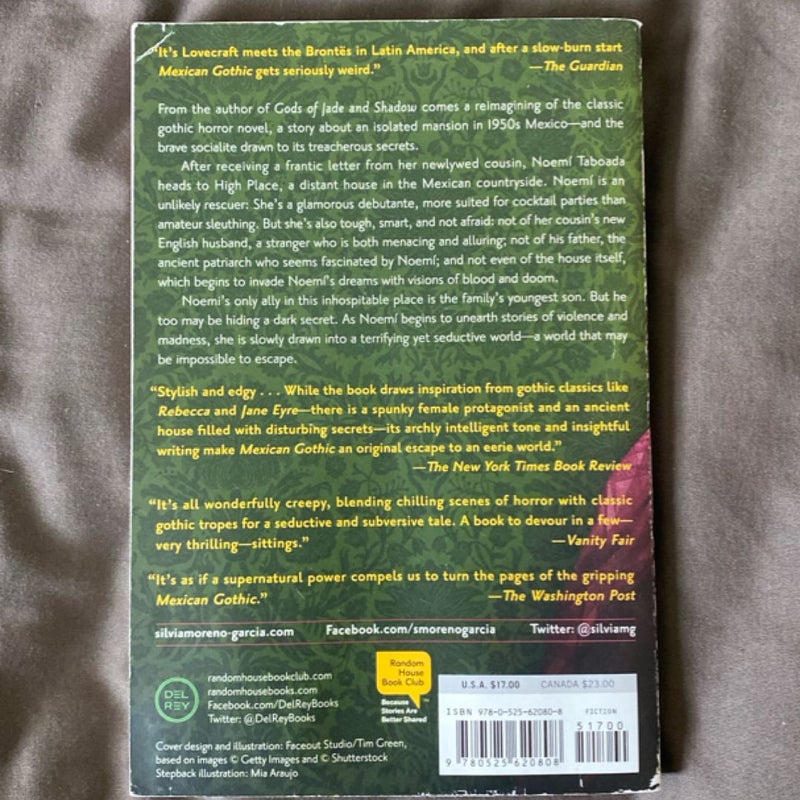 “It’s Lovecraft meets the Brontës in Latin America, and after a slow-burn start
Mexican Gothic gets seriously weird.” —The Guardian
From the author of Gods of Jade and Shadow comes a reimagining of the classic
gothic horror novel, a story about an isolated mansion in 1950s Mexico—and the
brave socialite drawn to its treacherous secrets.
After receiving a frantic letter from her newlywed cousin, Noemí Taboada
heads to High Place, a distant house in the Mexican countryside. Noemí is an
unlikely rescuer: She’s a glamorous debutante, more suited for cocktail parties than
amateur sleuthing. But she’s also tough, smart, and not afraid: not of her cousin’s new
English husband, a stranger who is both menacing and alluring; not of his father, the
ancient patriarch who seems fascinated by Noemí; and not even of the house itself,
which begins to invade Noemí’s dreams with visions of blood and doom.
Noemí’s only ally in this inhospitable place is the family’s youngest son. But he
too may be hiding a dark secret. As Noemí begins to unearth stories of violence and
madness, she is slowly drawn into a terrifying yet seductive world—a world that may
be impossible to escape.
“Stylish and edgy . . . While the book draws inspiration from gothic classics like
Rebecca and Jane Eyre—there is a spunky female protagonist and an ancient
house filled with disturbing secrets—its archly intelligent tone and insightful
writing make Mexican Gothic an original escape to an eerie world.”
—The New York Times Book Review
“It’s all wonderfully creepy, blending chilling scenes of horror with classic
gothic tropes for a seductive and subversive tale. A book to devour in a few—
very thrilling—sittings.” —Vanity Fair
“It’s as if a supernatural power compels us to turn the pages of the gripping
Mexican Gothic.” —The Washington Post
silviamoreno-garcia.com Facebook.com/smorenogarcia Twitter: @silviamg
DEL
REY
randomhousebookclub.com
randomhousebooks.com
Facebook.com/DelReyBooks
Twitter: @DelReyBooks
Random
House
Book Club
Because
Stories Are
Better Shared™
Cover design and illustration: Faceout Studio/Tim Green,
based on images © Getty Images and © Shutterstock
Stepback illustration: Mia Araujo
U.S.A. $17.00 CANADA $23.00
ISBN 978-0-525-62080-8 FICTION
51700
9 780525 620808